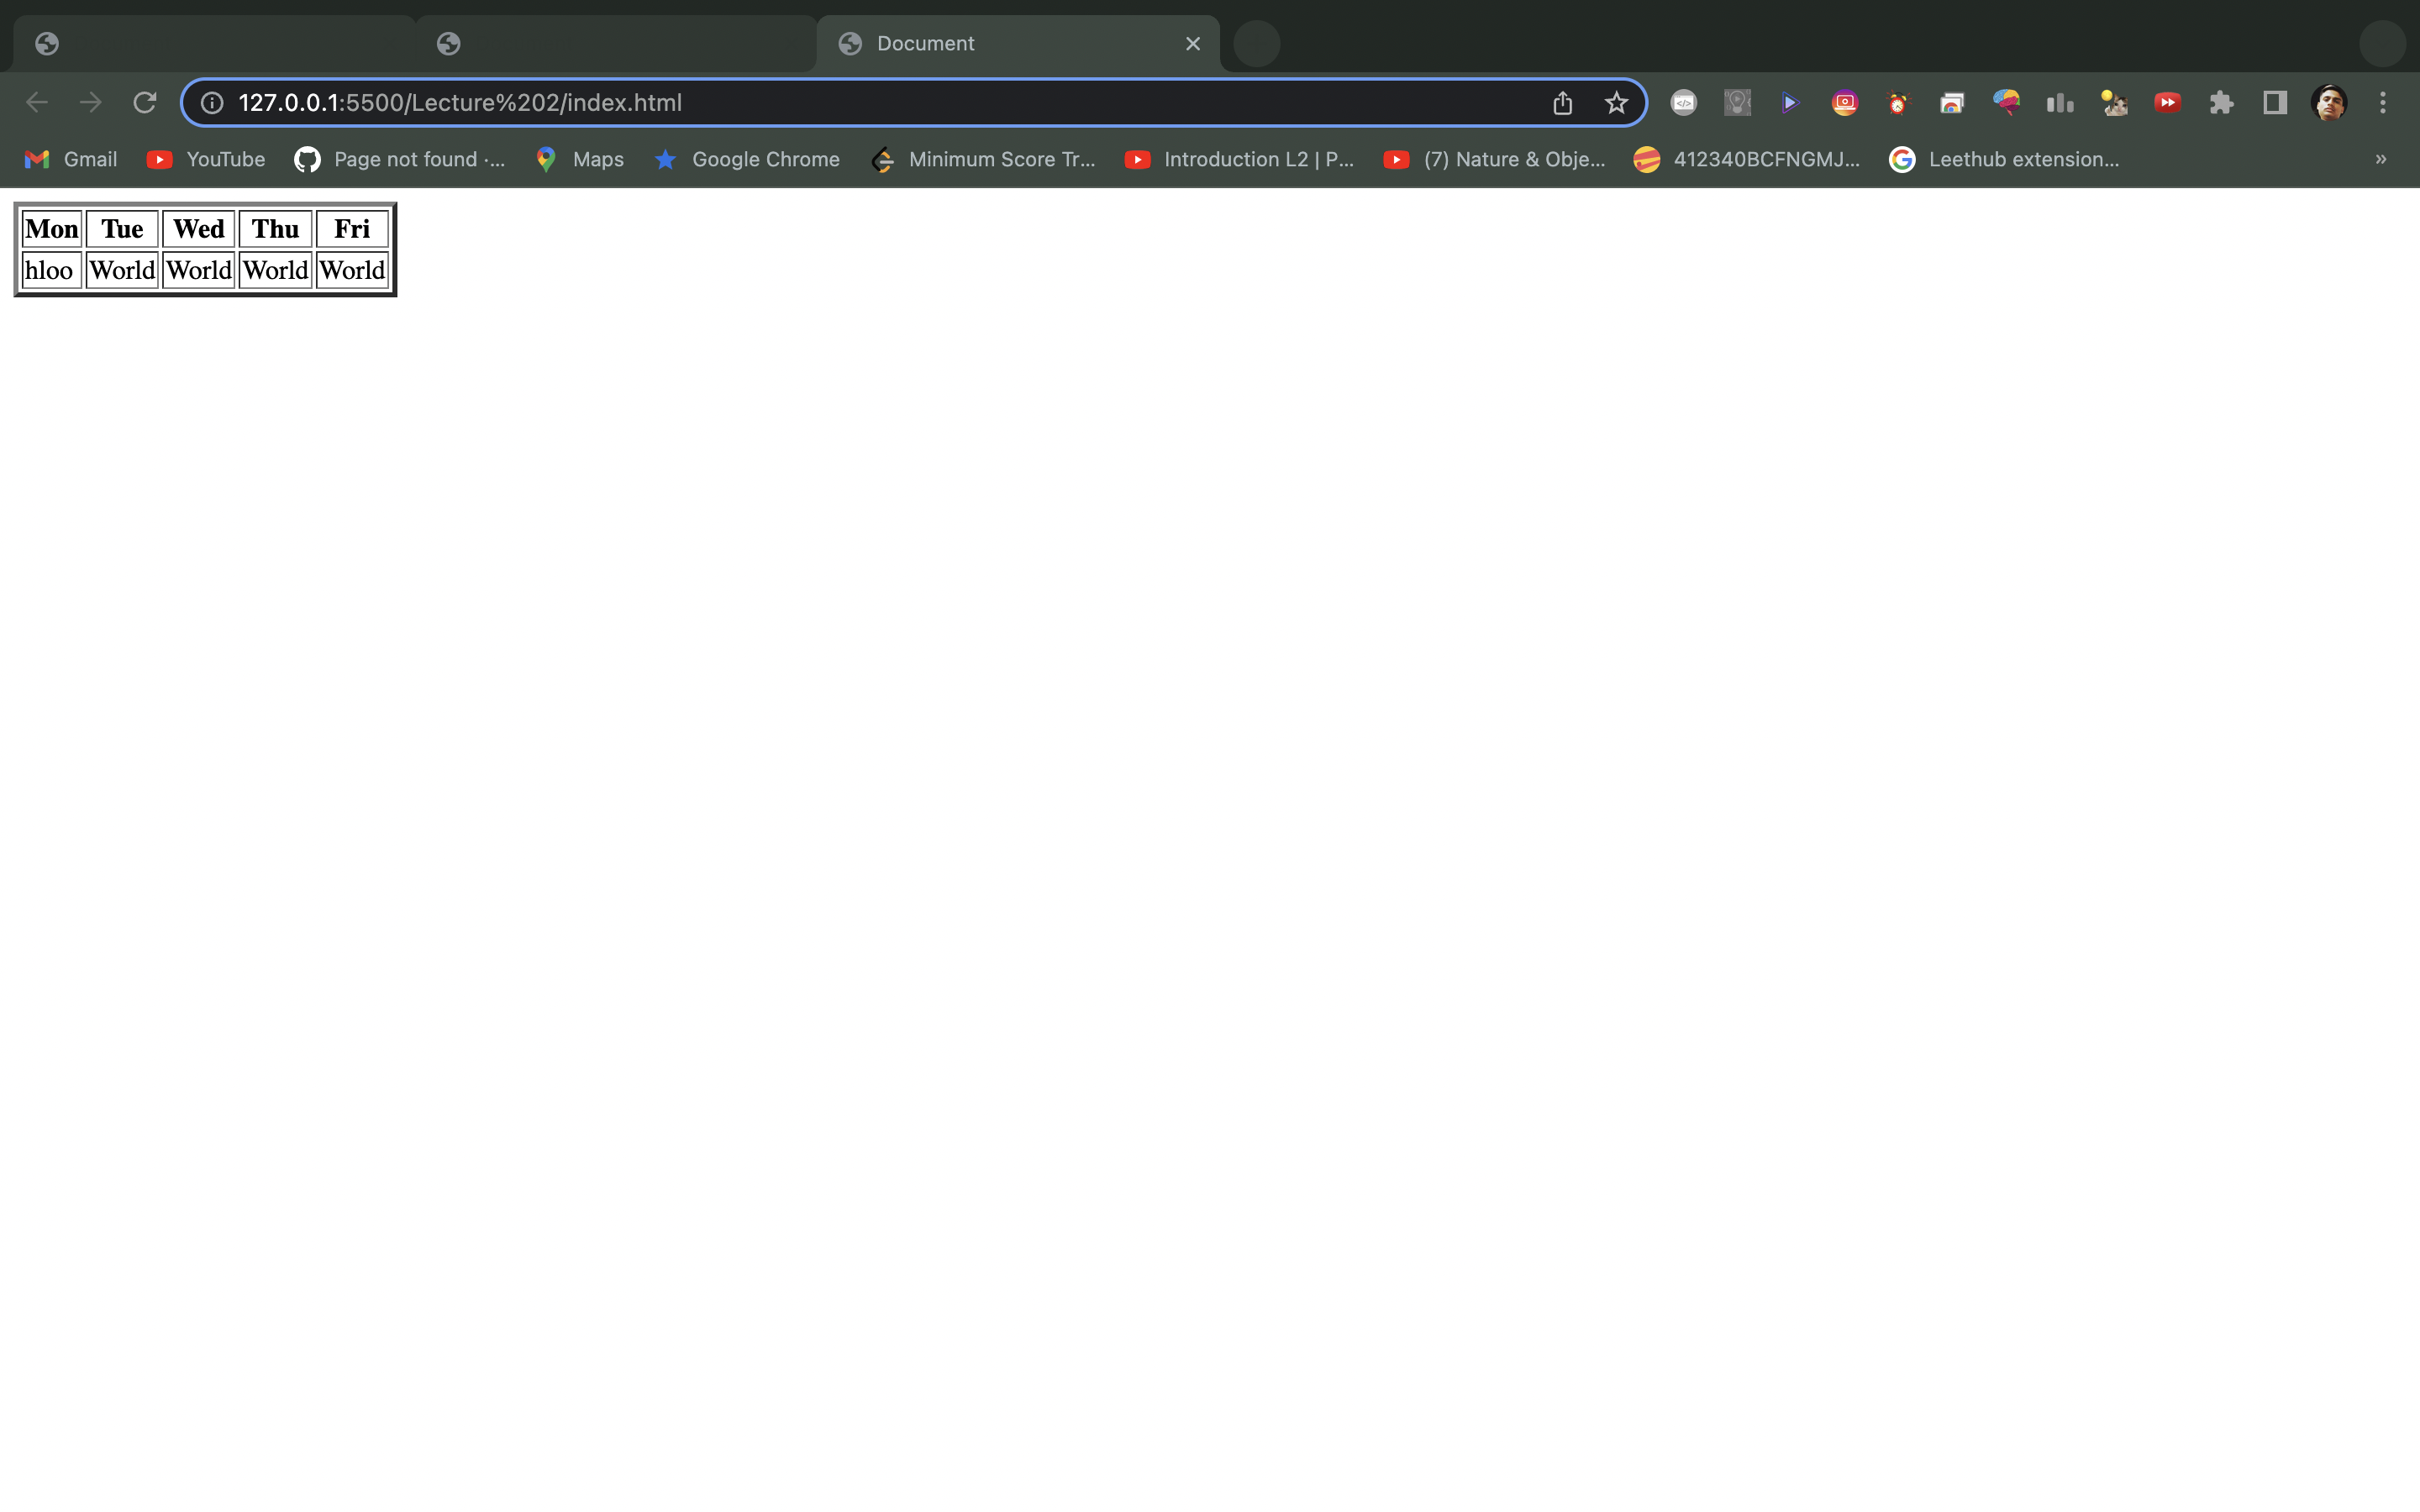 Document
127.0.0.1:5500/Lecture%202/index.html
Gmail YouTube Page not found ·... Maps Google Chrome Minimum Score Tr... Introduction L2 | P... (7) Nature & Obje... 412340BCFNGMJ... Leethub extension... »
Mon Tue Wed Thu Fri
hloo World World World World